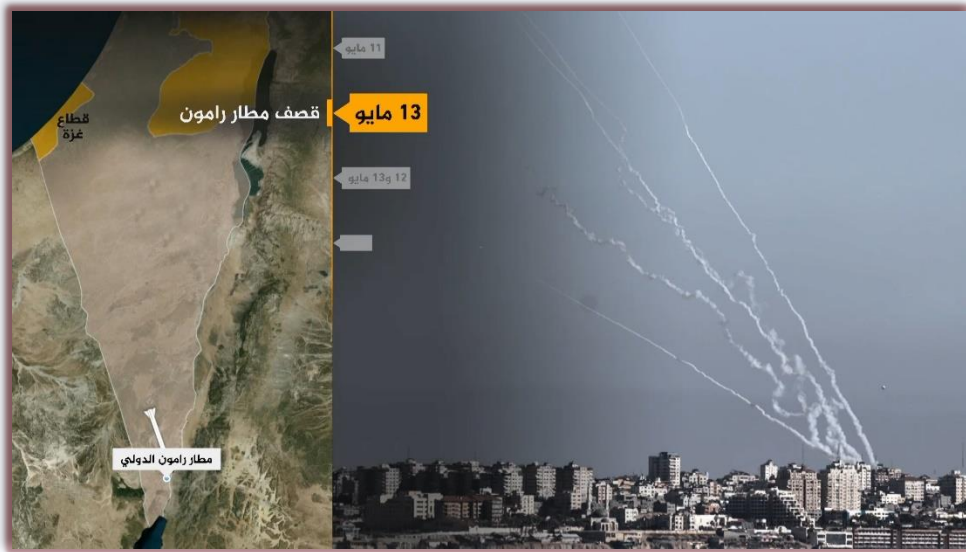 11 مايو
13 مايو
قصف مطار رامون
12 و13 مايو
قطاع
غزة
مطار رامون الدولي